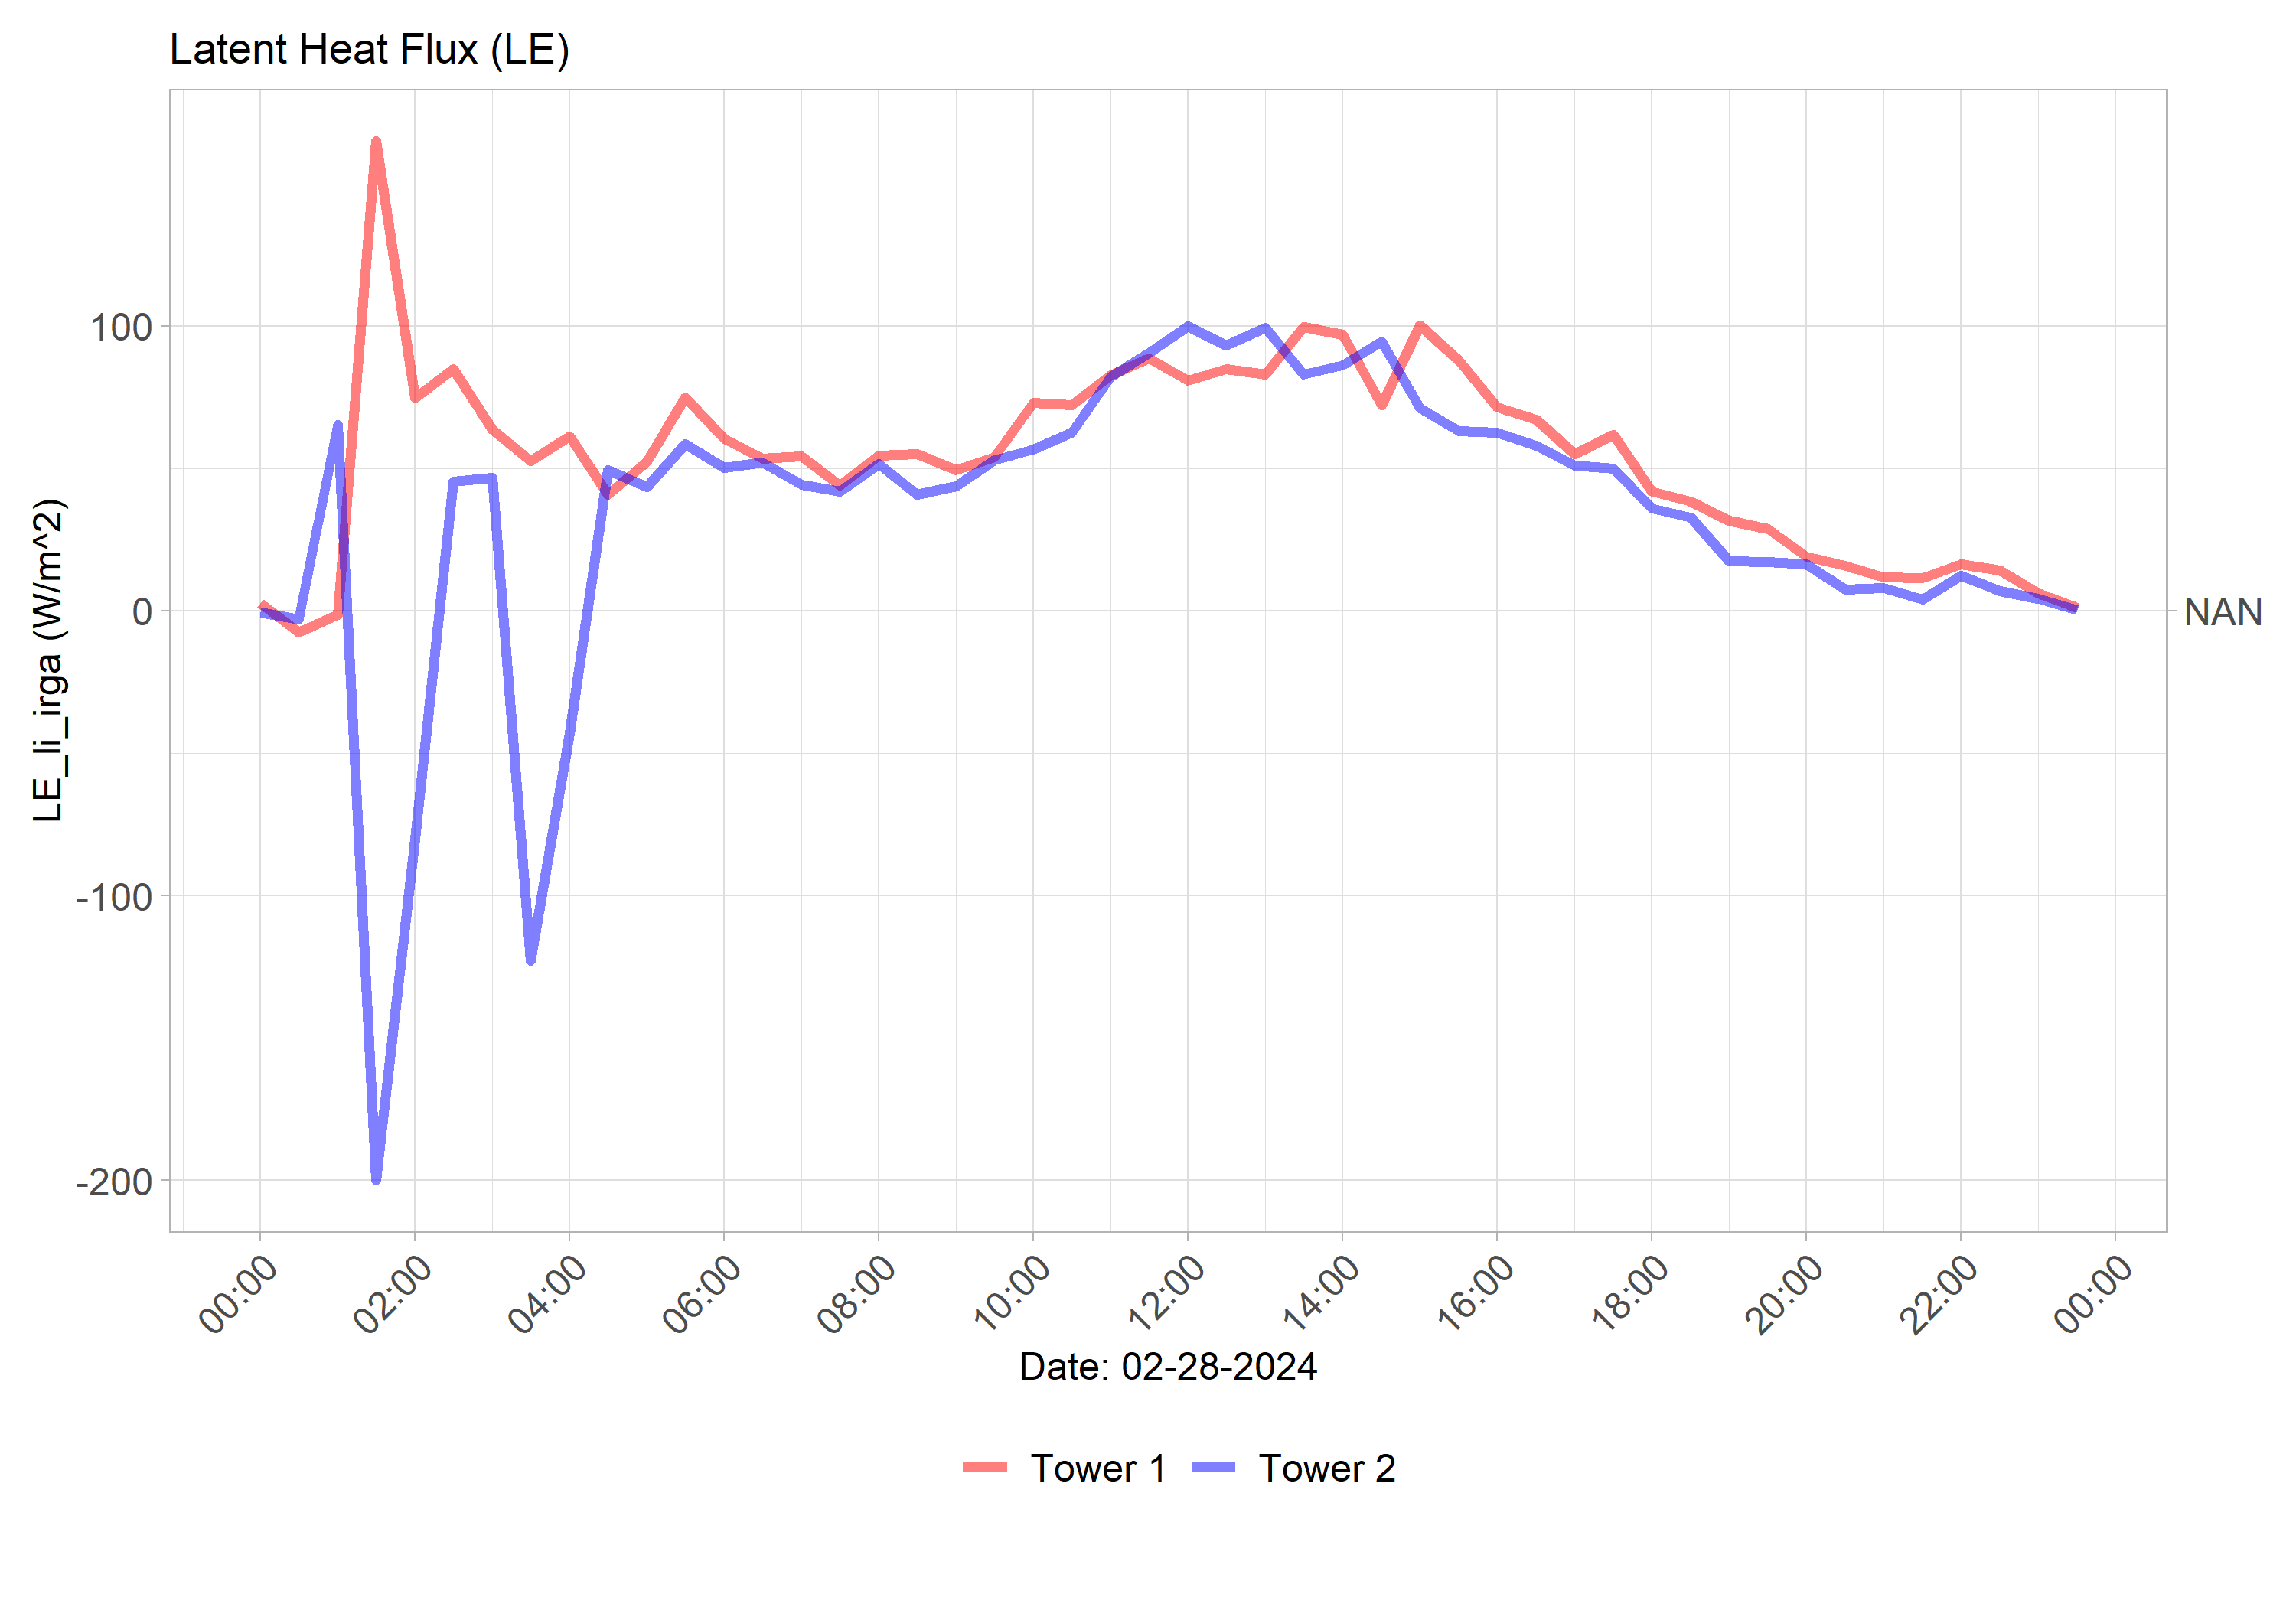 Latent Heat Flux (LE)
LE_li_irga (W/m^2)
100
0
-100
-200
NAN
00:00 02:00 04:00 06:00 08:00 10:00 12:00 14:00 16:00 18:00 20:00 22:00 00:00
Date: 02-28-2024
Tower 1 Tower 2